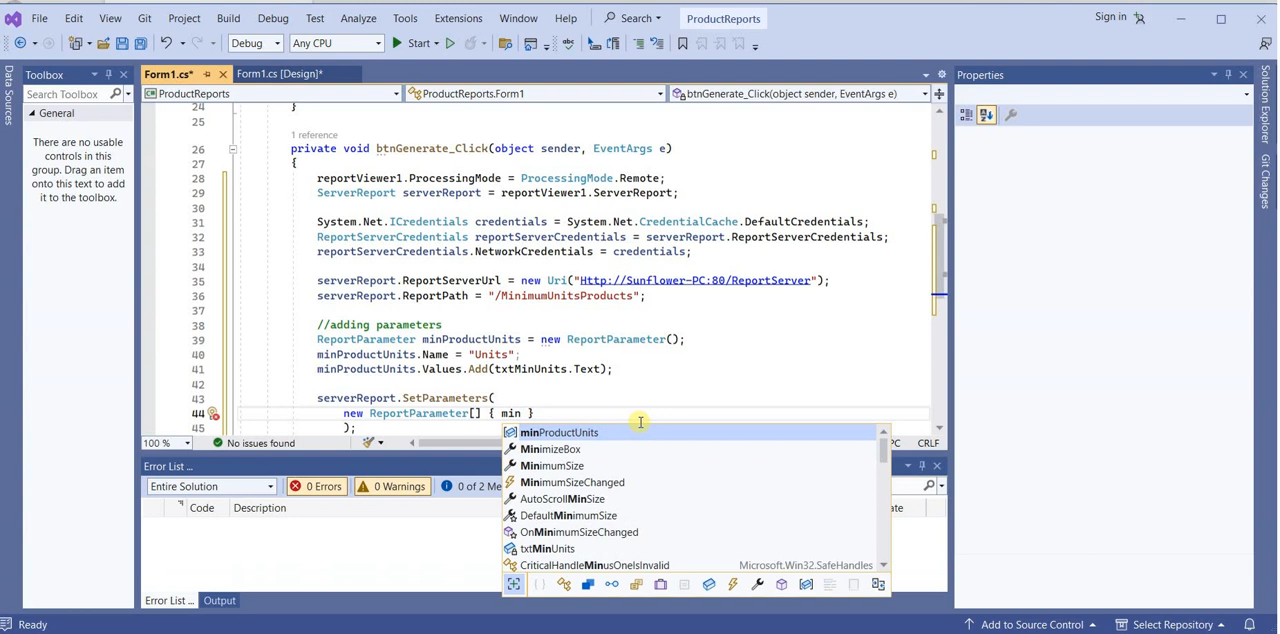 File Edit View Git Project Build Debug Test Analyze Tools Extensions Window Help Search ProductReports Sign in
Debug Any CPU Start
Data Sources
Toolbox
Search Toolbox
General
There are no usable
controls in this
group. Drag an item
onto this text to add
it to the toolbox.
Form1.cs* Form1.cs [Design]*
ProductReports ProductReports.Form1 btnGenerate_Click(object sender, EventArgs e)
24 }
25
1 reference
26 private void btnGenerate_Click(object sender, EventArgs e)
27 {
28 reportViewer1.ProcessingMode = ProcessingMode.Remote;
29 ServerReport serverReport = reportViewer1.ServerReport;
30
31 System.Net.ICredentials credentials = System.Net.CredentialCache.DefaultCredentials;
32 ReportServerCredentials reportServerCredentials = serverReport.ReportServerCredentials;
33 reportServerCredentials.NetworkCredentials = credentials;
34
35 serverReport.ReportServerUrl = new Uri("Http://Sunflower-PC:80/ReportServer");
36 serverReport.ReportPath = "/MinimumUnitsProducts";
37
38 //adding parameters
39 ReportParameter minProductUnits = new ReportParameter();
40 minProductUnits.Name = "Units";
41 minProductUnits.Values.Add(txtMinUnits.Text);
42
43 serverReport.SetParameters(
44 new ReportParameter[] { min }
45 );
minProductUnits
MinimizeBox
MinimumSize
MinimumSizeChanged
AutoScrollMinSize
DefaultMinimumSize
OnMinimumSizeChanged
txtMinUnits
CriticalHandleMinusOneIsInvalid Microsoft.Win32.SafeHandles
100 % No issues found CRLF
Error List ...
Entire Solution 0 Errors 0 Warnings 0 of 2 Me
Code Description
Error List ... Output
Properties
Solution Explorer
Git Changes
Ready Add to Source Control Select Repository